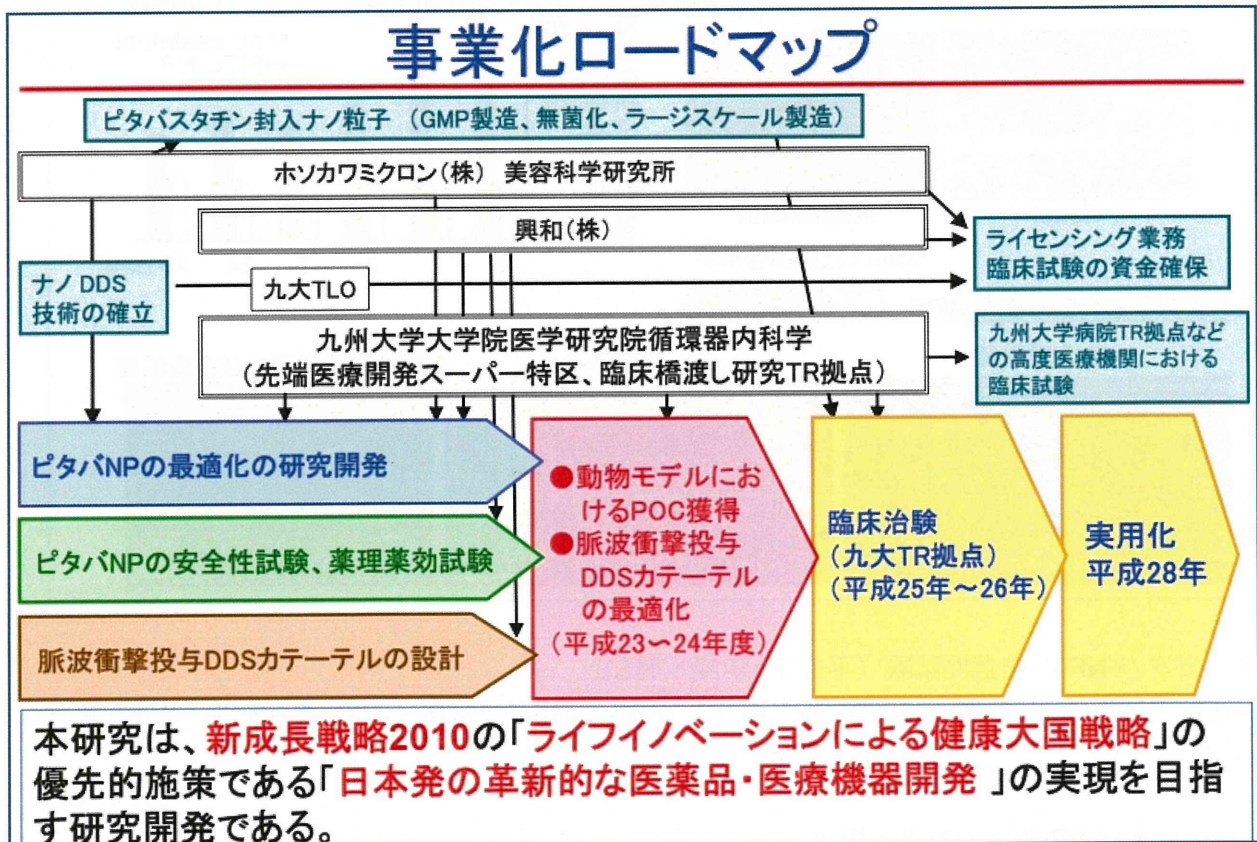 事業化ロードマップ
ピタバスタチン封入ナノ粒子 (GMP製造、無菌化、ラージスケール製造)
ホソカワミクロン(株) 美容科学研究所
興和(株)
ライセンシング業務
臨床試験の資金確保
ナノDDS
技術の確立
九大TLO
九州大学大学院医学研究院循環器内科学
(先端医療開発スーパー特区、臨床橋渡し研究TR拠点)
九州大学病院TR拠点など
の高度医療機関における
臨床試験
ピタバNPの最適化の研究開発
ピタバNPの安全性試験、薬理薬効試験
脈波衝撃投与DDSカテーテルの設計
●動物モデルにお
けるPOC獲得
●脈波衝撃投与
DDSカテーテル
の最適化
(平成23〜24年度)
臨床治験
(九大TR拠点)
(平成25年〜26年)
実用化
平成28年
本研究は、新成長戦略2010の「ライフイノベーションによる健康大国戦略」の
優先的施策である「日本発の革新的な医薬品・医療機器開発 」の実現を目指
す研究開発である。